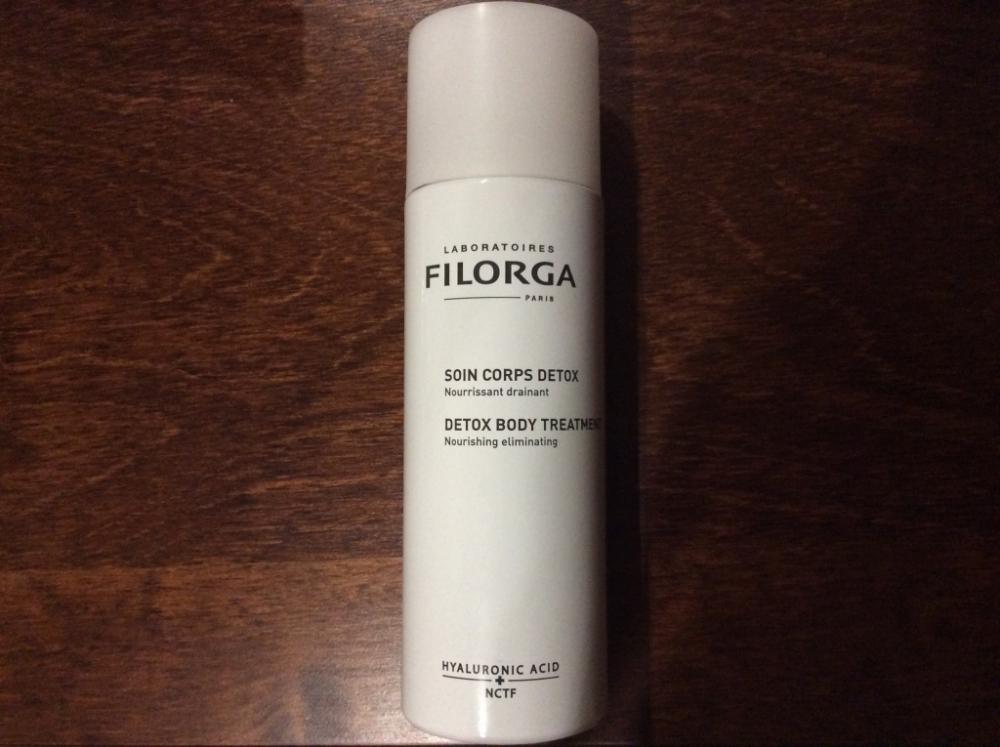 LABORATOIRES
FILORGA
PARIS
SOIN CORPS DETOX
Nourrissant drainant
DETOX BODY TREATMENT
Nourishing eliminating
HYALURONIC ACID
+
NCTF